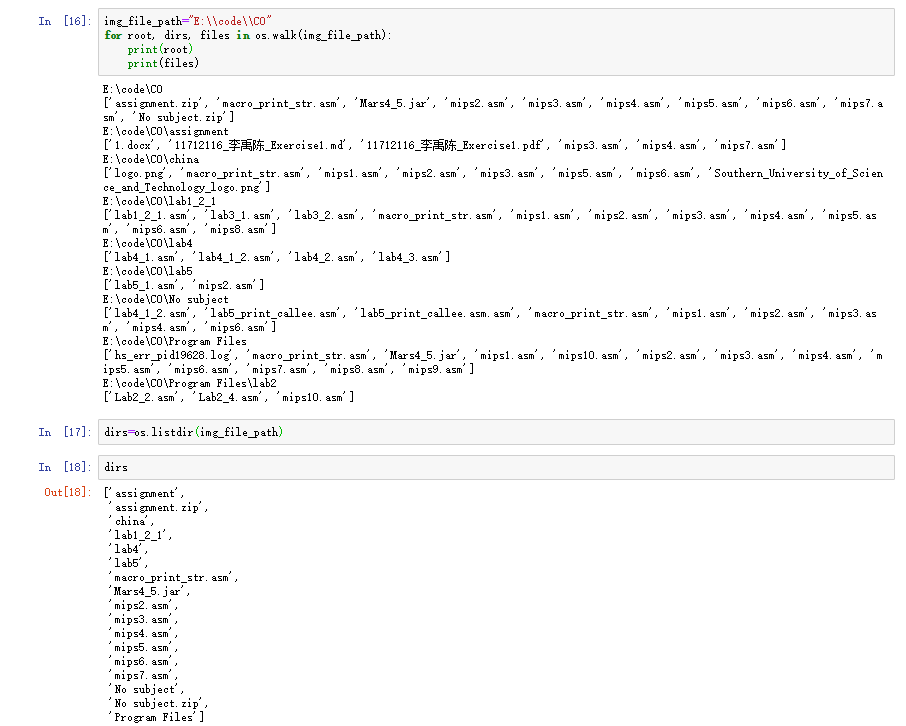 In [16]: img_file_path="E:\\code\\CO"
for root, dirs, files in os.walk(img_file_path):
    print(root)
    print(files)
E:\code\CO
['assignment.zip', 'macro_print_str.asm', 'Mars4_5.jar', 'mips2.asm', 'mips3.asm', 'mips4.asm', 'mips5.asm', 'mips6.asm', 'mips7.a
sm', 'No subject.zip']
E:\code\CO\assignment
['1.docx', '11712116_李禹陈_Exercise1.md', '11712116_李禹陈_Exercise1.pdf', 'mips3.asm', 'mips4.asm', 'mips7.asm']
E:\code\CO\china
['logo.png', 'macro_print_str.asm', 'mips1.asm', 'mips2.asm', 'mips3.asm', 'mips5.asm', 'mips6.asm', 'Southern_University_of_Scien
ce_and_Technology_logo.png']
E:\code\CO\lab1_2_1
['lab1_2_1.asm', 'lab3_1.asm', 'lab3_2.asm', 'macro_print_str.asm', 'mips1.asm', 'mips2.asm', 'mips3.asm', 'mips4.asm', 'mips5.as
m', 'mips6.asm', 'mips8.asm']
E:\code\CO\lab4
['lab4_1.asm', 'lab4_1_2.asm', 'lab4_2.asm', 'lab4_3.asm']
E:\code\CO\lab5
['lab5_1.asm', 'mips2.asm']
E:\code\CO\No subject
['lab4_1_2.asm', 'lab5_print_callee.asm', 'lab5_print_callee.asm.asm', 'macro_print_str.asm', 'mips1.asm', 'mips2.asm', 'mips3.as
m', 'mips4.asm', 'mips6.asm']
E:\code\CO\Program Files
['hs_err_pid19628.log', 'macro_print_str.asm', 'Mars4_5.jar', 'mips1.asm', 'mips10.asm', 'mips2.asm', 'mips3.asm', 'mips4.asm', 'm
ips5.asm', 'mips6.asm', 'mips7.asm', 'mips8.asm', 'mips9.asm']
E:\code\CO\Program Files\lab2
['Lab2_2.asm', 'Lab2_4.asm', 'mips10.asm']
In [17]: dirs=os.listdir(img_file_path)
In [18]: dirs
Out[18]: ['assignment',
 'assignment.zip',
 'china',
 'lab1_2_1',
 'lab4',
 'lab5',
 'macro_print_str.asm',
 'Mars4_5.jar',
 'mips2.asm',
 'mips3.asm',
 'mips4.asm',
 'mips5.asm',
 'mips6.asm',
 'mips7.asm',
 'No subject',
 'No subject.zip',
 'Program Files']